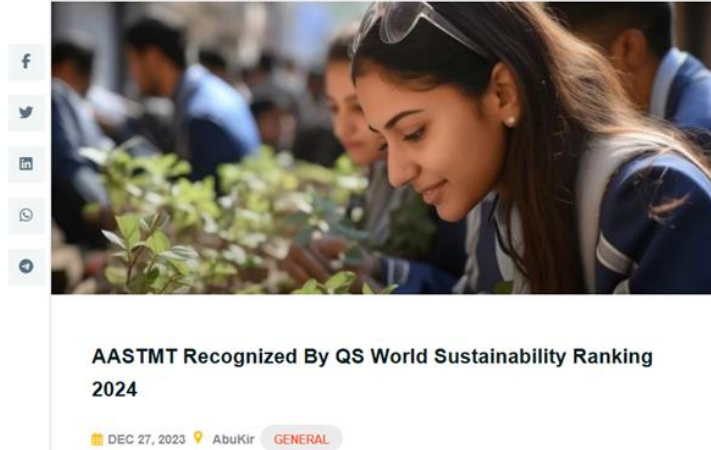 AASTMT Recognized By QS World Sustainability Ranking
2024
DEC 27, 2023 AbuKir GENERAL